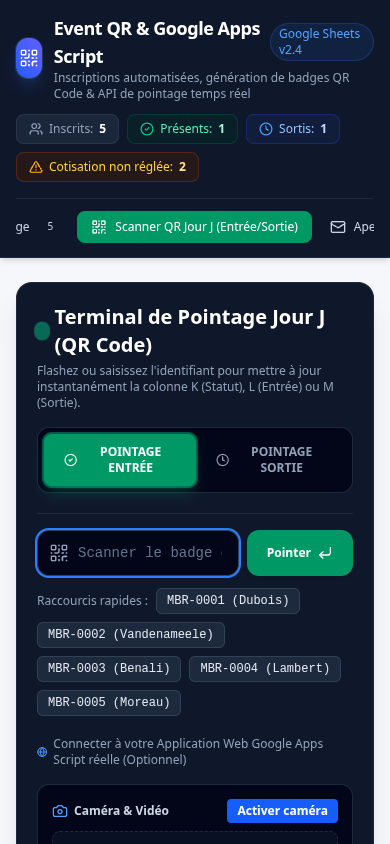 Event QR & Google Apps
Script
Google Sheets
v2.4
Inscriptions automatisées, génération de badges QR
Code & API de pointage temps réel
Inscrits: 5
Présents: 1
Sortis: 1
Cotisation non réglée: 2
ge 5
Scanner QR Jour J (Entrée/Sortie)
Ape
Terminal de Pointage Jour J
(QR Code)
Flashez ou saisissez l'identifiant pour mettre à jour
instantanément la colonne K (Statut), L (Entrée) ou M
(Sortie).
POINTAGE
ENTRÉE
POINTAGE
SORTIE
Scanner le badge
Pointer
Raccourcis rapides :
MBR-0001 (Dubois)
MBR-0002 (Vandenameele)
MBR-0003 (Benali)
MBR-0004 (Lambert)
MBR-0005 (Moreau)
Connecter à votre Application Web Google Apps
Script réelle (Optionnel)
Caméra & Vidéo
Activer caméra